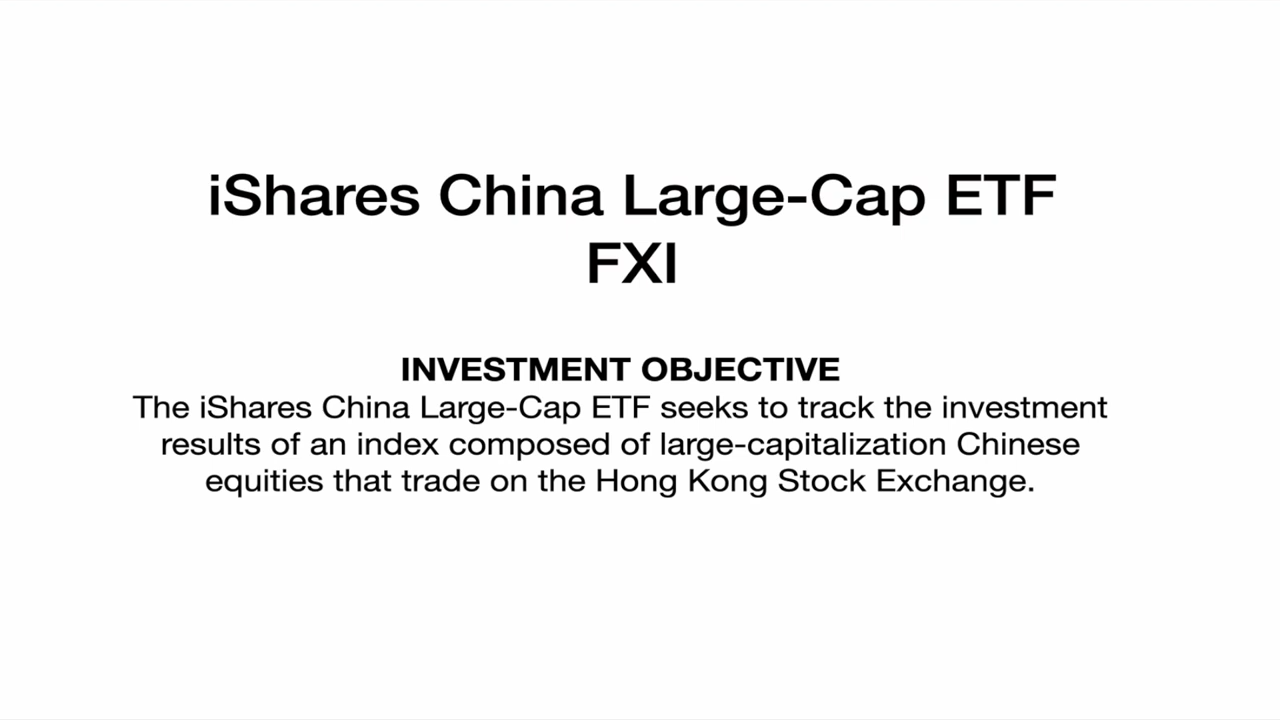 iShares China Large-Cap ETF
FXI
INVESTMENT OBJECTIVE
The iShares China Large-Cap ETF seeks to track the investment
results of an index composed of large-capitalization Chinese
equities that trade on the Hong Kong Stock Exchange.